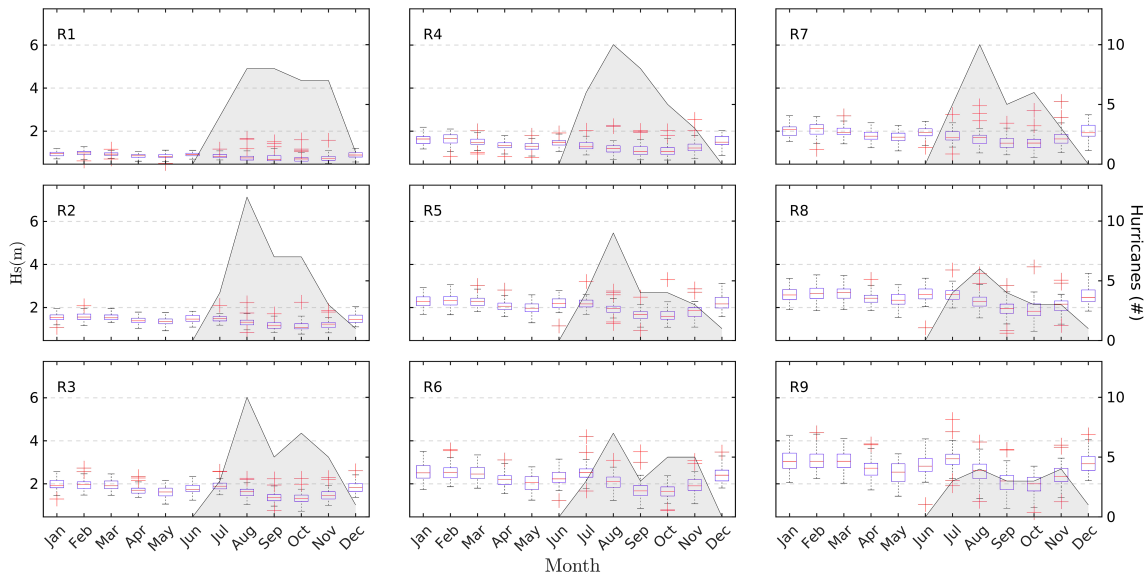 R1 R4 R7
6 10
4
5
2
0
R2 R5 R8
6 10
4
5
2
0
Hs(m)
Hurricanes (#)
R3 R6 R9
6 10
4
5
2
0
Jan Feb Mar Apr May Jun Jul Aug Sep Oct Nov Dec Jan Feb Mar Apr May Jun Jul Aug Sep Oct Nov Dec Jan Feb Mar Apr May Jun Jul Aug Sep Oct Nov Dec
Month